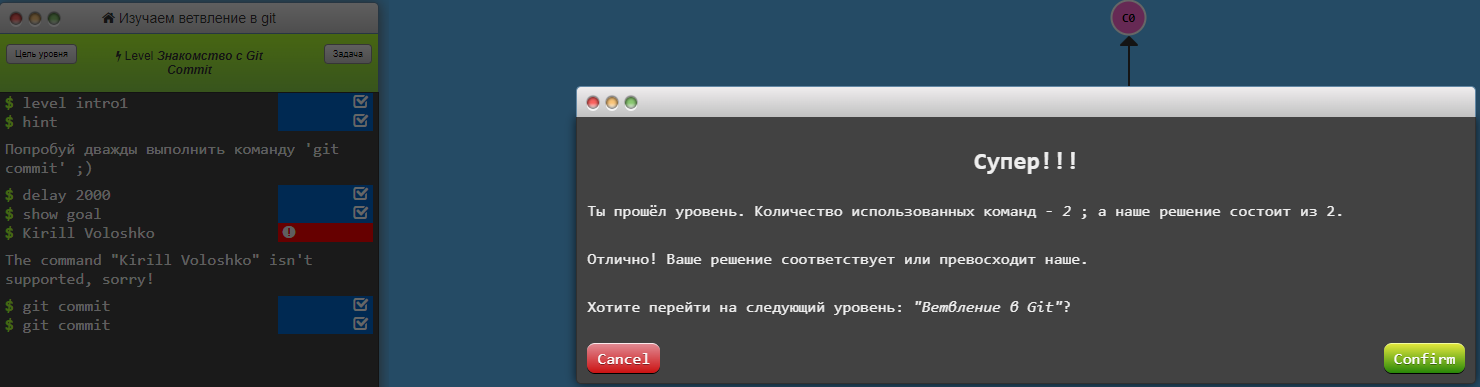 Изучаем ветвление в git
Цель уровня
Level Знакомство с Git
Commit
Задача
$ level intro1
$ hint
Попробуй дважды выполнить команду 'git
commit' ;)
$ delay 2000
$ show goal
$ Kirill Voloshko
The command "Kirill Voloshko" isn't
supported, sorry!
$ git commit
$ git commit
C0
Супер!!!
Ты прошёл уровень. Количество использованных команд - 2 ; а наше решение состоит из 2.
Отлично! Ваше решение соответствует или превосходит наше.
Хотите перейти на следующий уровень: "Ветвление в Git"?
Cancel
Confirm